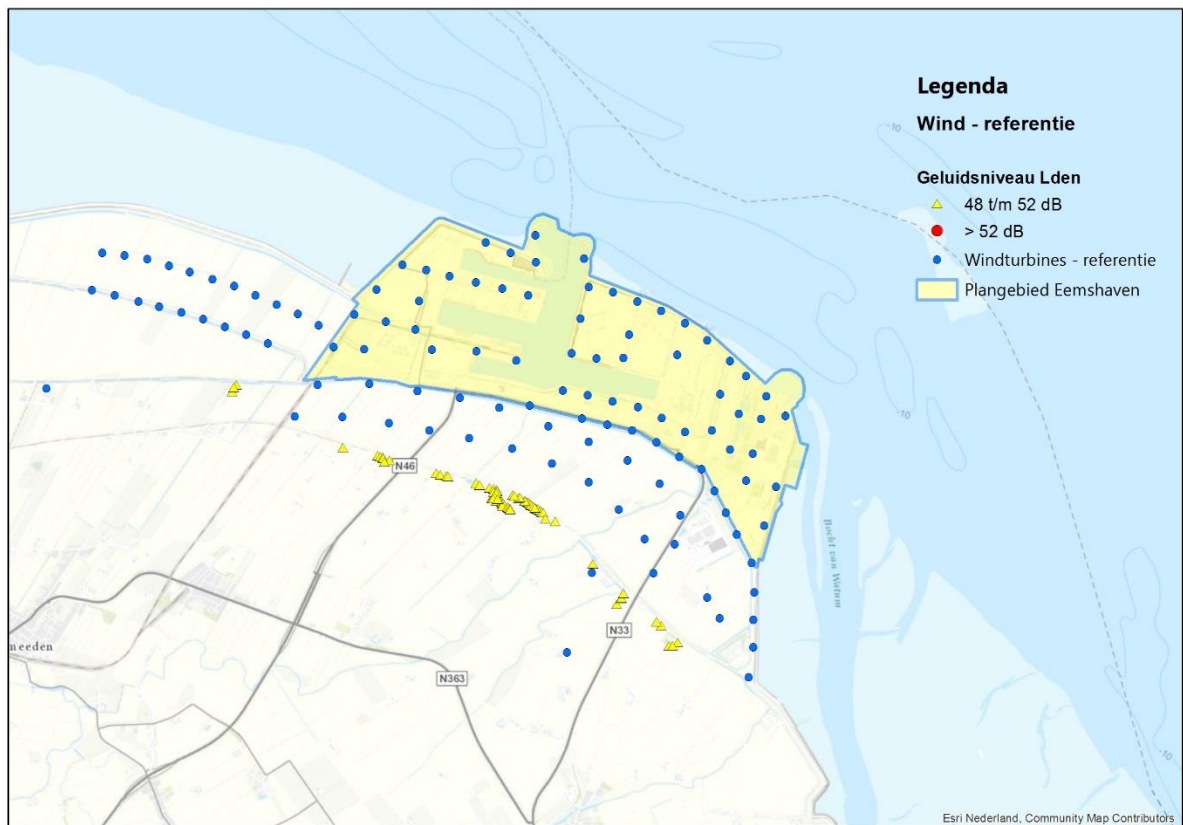 Legenda
Wind - referentie
Geluidsniveau Lden
48 t/m 52 dB
> 52 dB
Windturbines - referentie
Plangebied Eemshaven
-10
-10
-10
N46
Bocht van Watum
N33
meeden
N363
Esri Nederland, Community Map Contributors